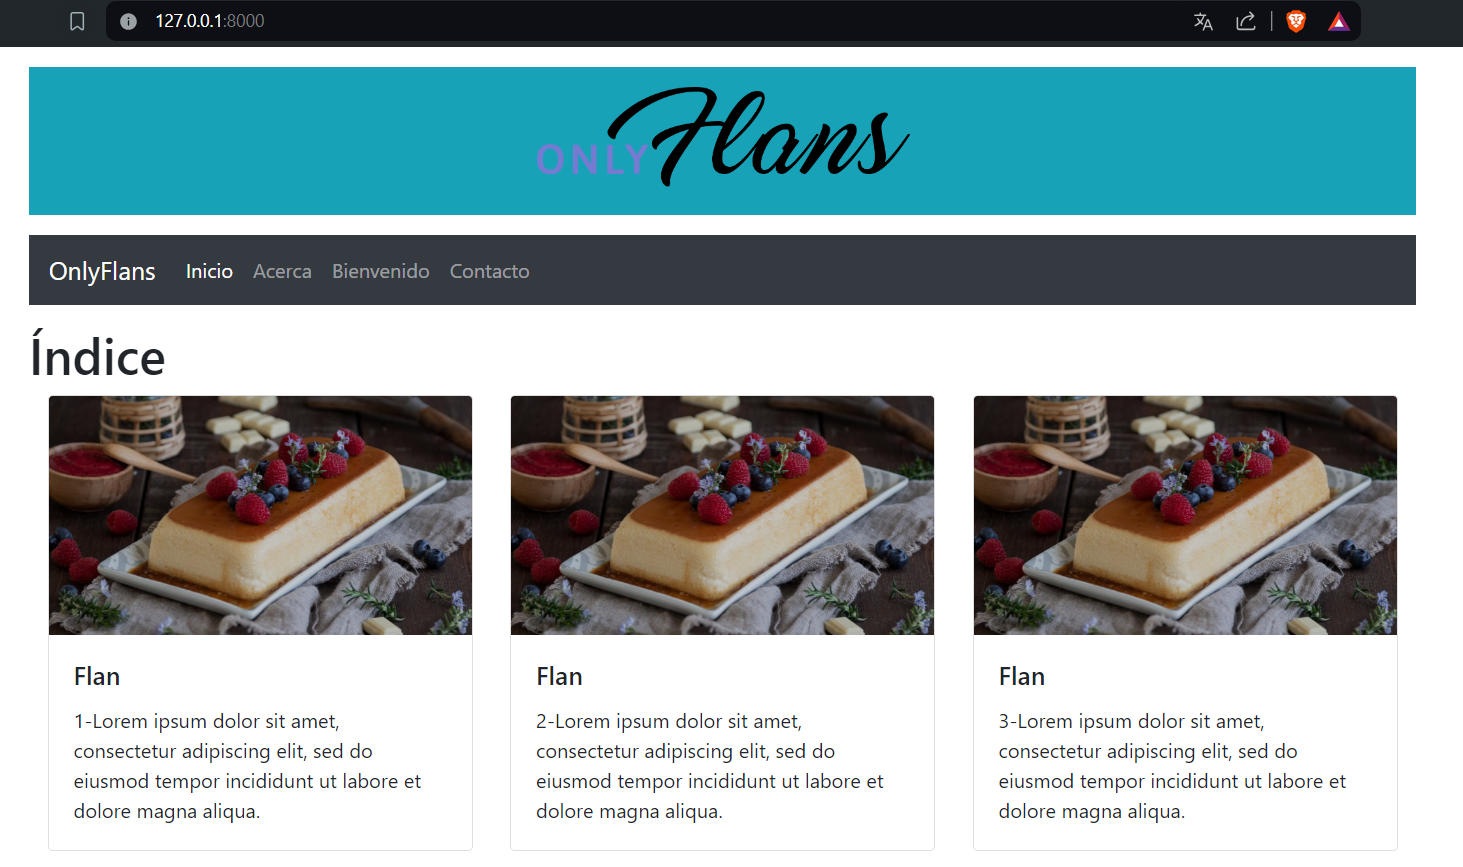 127.0.0.1:8000
ONLY Flans
OnlyFlans Inicio Acerca Bienvenido Contacto
Índice
Flan
1-Lorem ipsum dolor sit amet,
consectetur adipiscing elit, sed do
eiusmod tempor incididunt ut labore et
dolore magna aliqua.
Flan
2-Lorem ipsum dolor sit amet,
consectetur adipiscing elit, sed do
eiusmod tempor incididunt ut labore et
dolore magna aliqua.
Flan
3-Lorem ipsum dolor sit amet,
consectetur adipiscing elit, sed do
eiusmod tempor incididunt ut labore et
dolore magna aliqua.